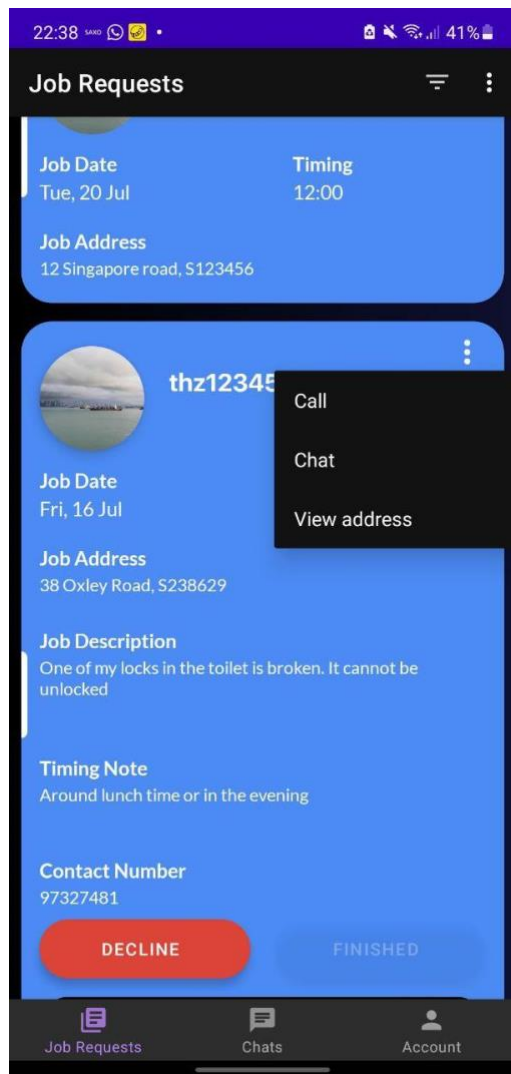 22:38 SAXO 41%
Job Requests
Job Date Timing
Tue, 20 Jul 12:00
Job Address
12 Singapore road, S123456
thz12345
Call
Chat
View address
Job Date
Fri, 16 Jul
Job Address
38 Oxley Road, S238629
Job Description
One of my locks in the toilet is broken. It cannot be
unlocked
Timing Note
Around lunch time or in the evening
Contact Number
97327481
DECLINE FINISHED
Job Requests Chats Account